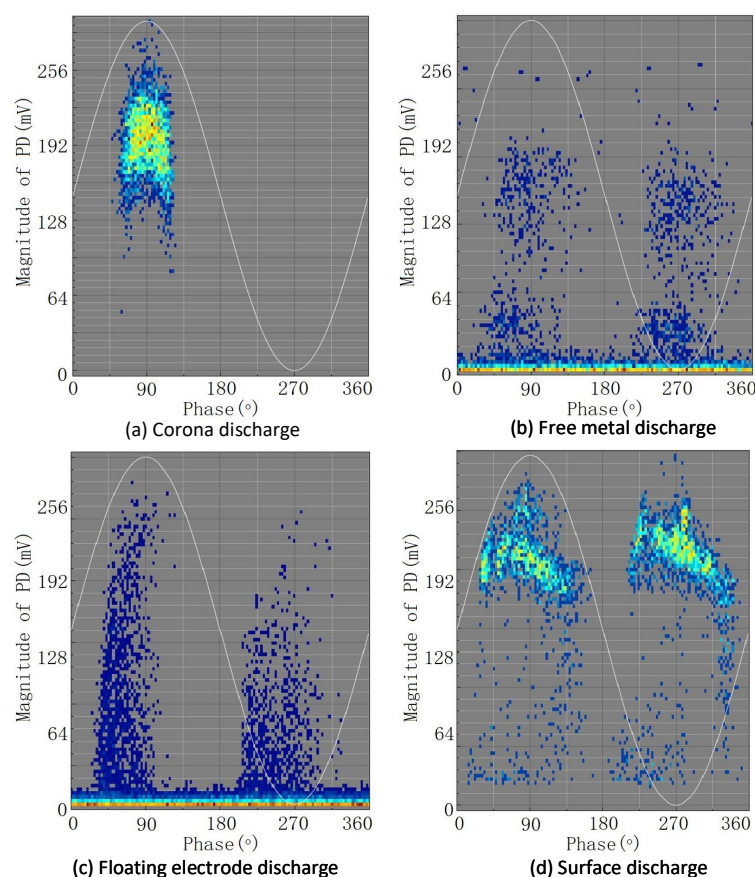 Magnitude of PD(mV)
256
192
128
64
0
0 90 180 270 360
Phase(°)
(a) Corona discharge
Magnitude of PD(mV)
256
192
128
64
0
0 90 180 270 360
Phase(°)
(b) Free metal discharge
Magnitude of PD(mV)
256
192
128
64
0
0 90 180 270 360
Phase(°)
(c) Floating electrode discharge
Magnitude of PD(mV)
256
192
128
64
0
0 90 180 270 360
Phase(°)
(d) Surface discharge